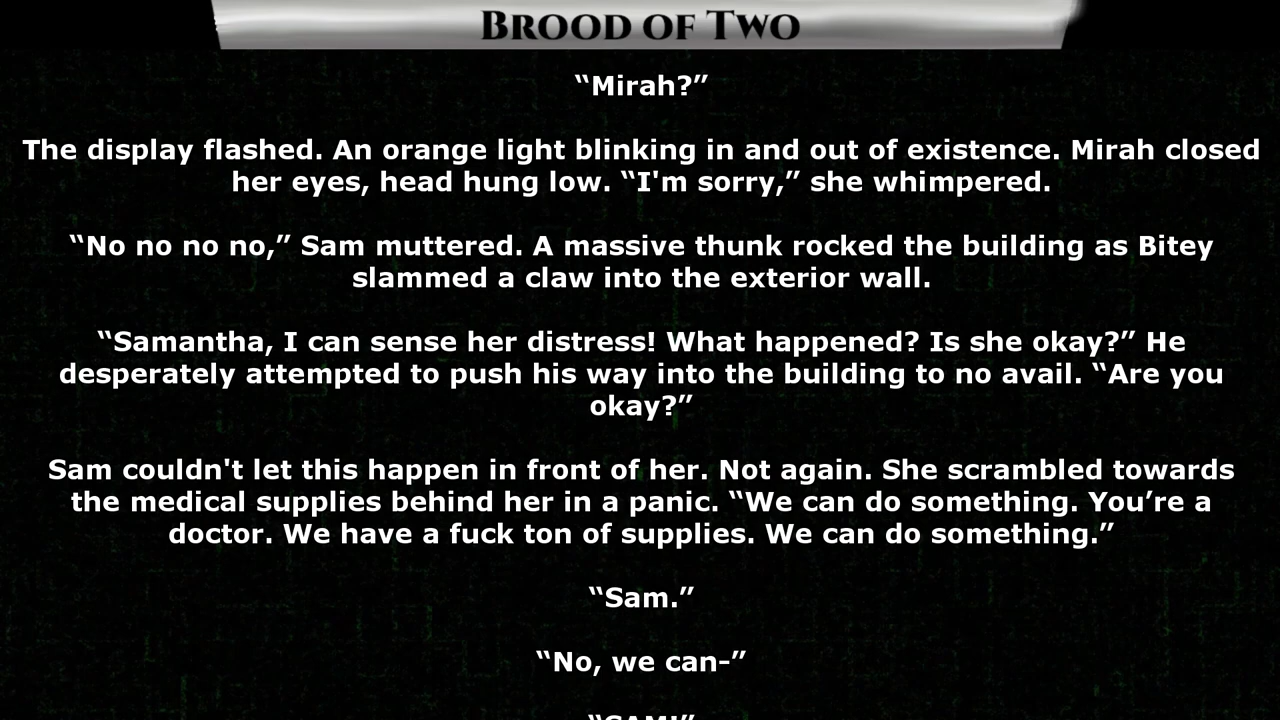 Brood of Two
“Mirah?”
The display flashed. An orange light blinking in and out of existence. Mirah closed
her eyes, head hung low. “I'm sorry,” she whimpered.
“No no no no,” Sam muttered. A massive thunk rocked the building as Bitey
slammed a claw into the exterior wall.
“Samantha, I can sense her distress! What happened? Is she okay?” He
desperately attempted to push his way into the building to no avail. “Are you
okay?”
Sam couldn't let this happen in front of her. Not again. She scrambled towards
the medical supplies behind her in a panic. “We can do something. You’re a
doctor. We have a fuck ton of supplies. We can do something.”
“Sam.”
“No, we can-”
“SAM!”